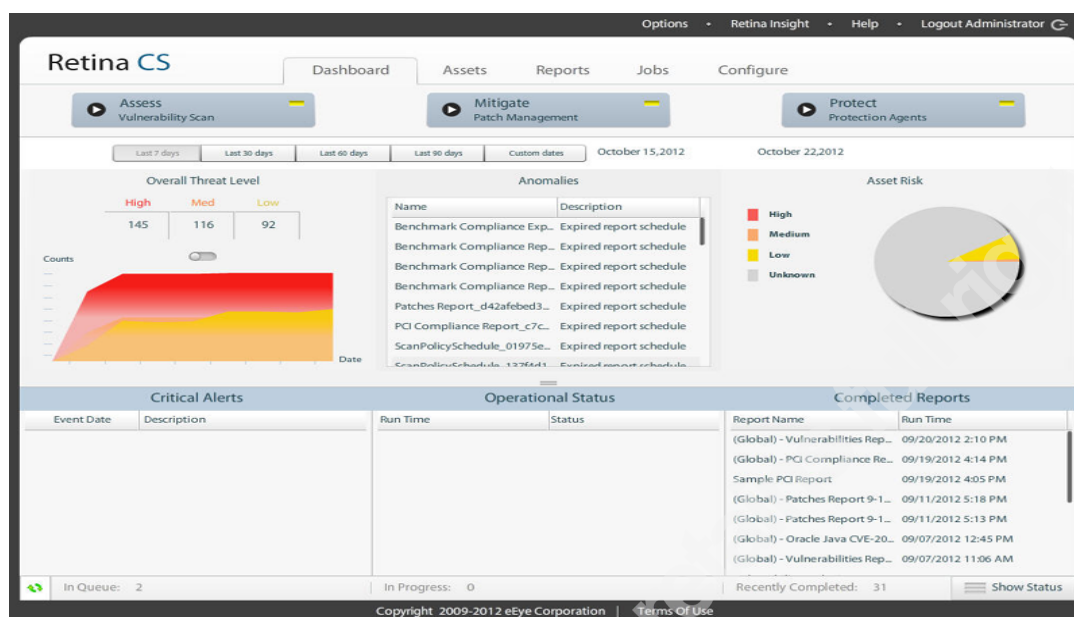 Options • Retina Insight • Help • Logout Administrator
Retina CS
Dashboard Assets Reports Jobs Configure
Assess
Vulnerability Scan
Mitigate
Patch Management
Protect
Protection Agents
Last 7 days Last 30 days Last 60 days Last 90 days Custom dates October 15,2012 October 22,2012
Overall Threat Level
High Med Low
145 116 92
Counts
Date
Anomalies
Name Description
Benchmark Compliance Exp... Expired report schedule
Benchmark Compliance Rep... Expired report schedule
Benchmark Compliance Rep... Expired report schedule
Benchmark Compliance Rep... Expired report schedule
Patches Report_d42afebed3... Expired report schedule
PCI Compliance Report_c7c... Expired report schedule
ScanPolicySchedule_01975e... Expired report schedule
ScanPolicySchedule_137f4d1... Expired report schedule
Asset Risk
High
Medium
Low
Unknown
Critical Alerts
Event Date Description
Operational Status
Run Time Status
Completed Reports
Report Name Run Time
(Global) - Vulnerabilities Rep... 09/20/2012 2:10 PM
(Global) - PCI Compliance Re... 09/19/2012 4:14 PM
Sample PCI Report 09/19/2012 4:05 PM
(Global) - Patches Report 9-1... 09/11/2012 5:18 PM
(Global) - Patches Report 9-1... 09/11/2012 5:13 PM
(Global) - Oracle Java CVE-20... 09/07/2012 12:45 PM
(Global) - Vulnerabilities Rep... 09/07/2012 11:06 AM
In Queue: 2 In Progress: 0 Recently Completed: 31 Show Status
Copyright 2009-2012 eEye Corporation | Terms Of Use